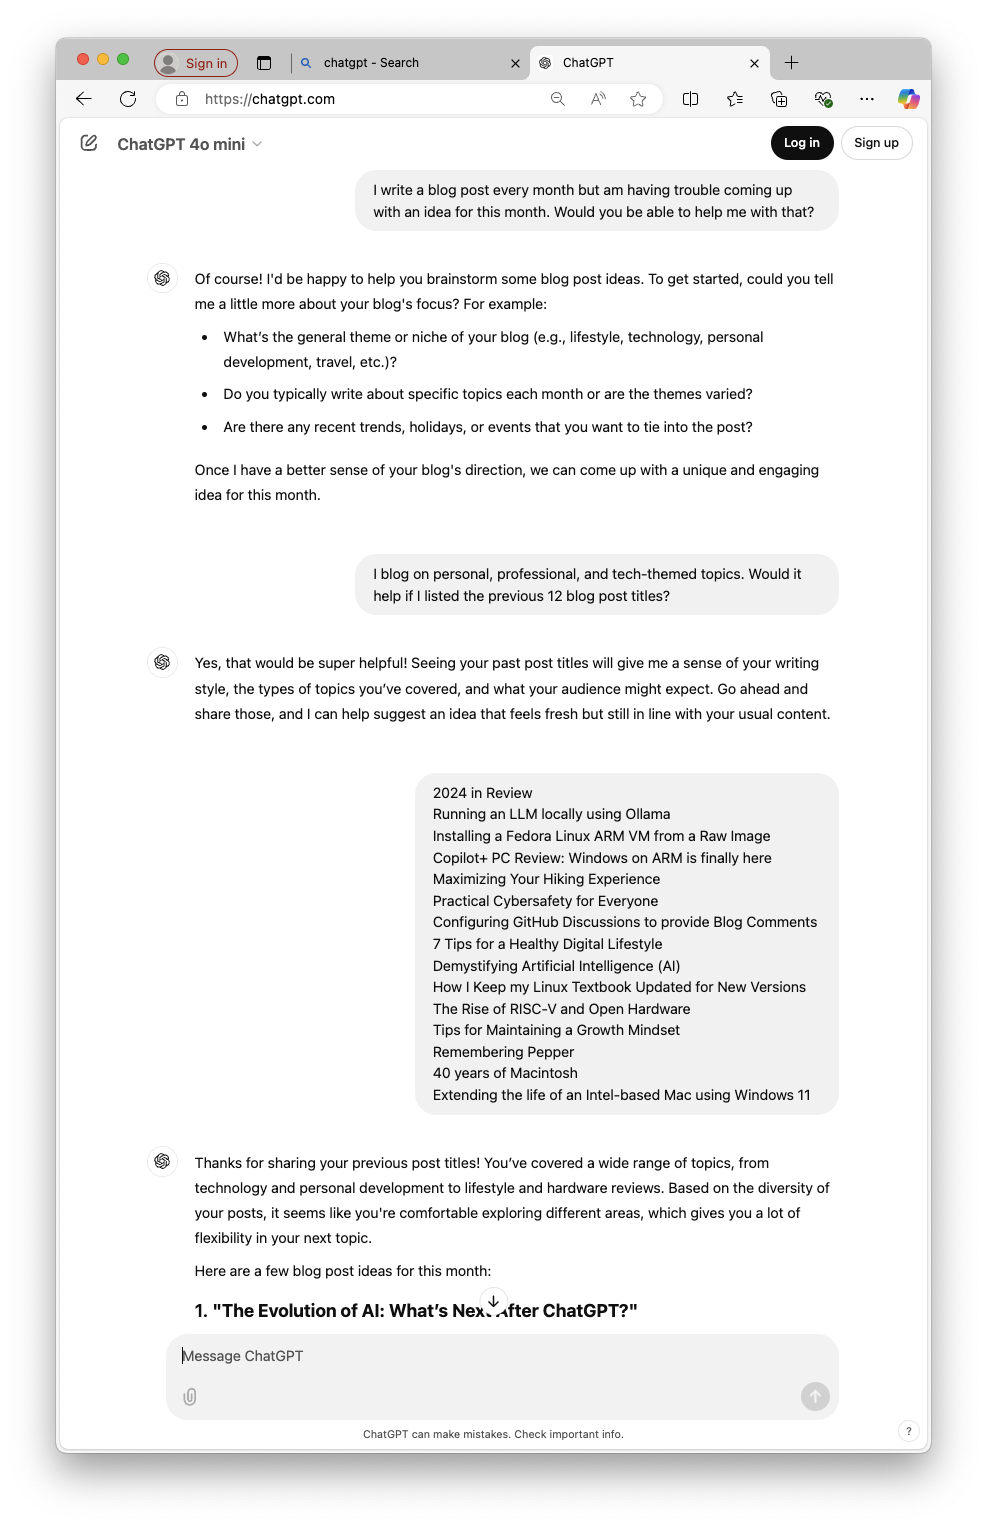 Sign in
chatgpt - Search
ChatGPT
https://chatgpt.com
ChatGPT 4o mini
Log in
Sign up
I write a blog post every month but am having trouble coming up
with an idea for this month. Would you be able to help me with that?
Of course! I'd be happy to help you brainstorm some blog post ideas. To get started, could you tell
me a little more about your blog's focus? For example:
• What’s the general theme or niche of your blog (e.g., lifestyle, technology, personal
development, travel, etc.)?
• Do you typically write about specific topics each month or are the themes varied?
• Are there any recent trends, holidays, or events that you want to tie into the post?
Once I have a better sense of your blog's direction, we can come up with a unique and engaging
idea for this month.
I blog on personal, professional, and tech-themed topics. Would it
help if I listed the previous 12 blog post titles?
Yes, that would be super helpful! Seeing your past post titles will give me a sense of your writing
style, the types of topics you’ve covered, and what your audience might expect. Go ahead and
share those, and I can help suggest an idea that feels fresh but still in line with your usual content.
2024 in Review
Running an LLM locally using Ollama
Installing a Fedora Linux ARM VM from a Raw Image
Copilot+ PC Review: Windows on ARM is finally here
Maximizing Your Hiking Experience
Practical Cybersafety for Everyone
Configuring GitHub Discussions to provide Blog Comments
7 Tips for a Healthy Digital Lifestyle
Demystifying Artificial Intelligence (AI)
How I Keep my Linux Textbook Updated for New Versions
The Rise of RISC-V and Open Hardware
Tips for Maintaining a Growth Mindset
Remembering Pepper
40 years of Macintosh
Extending the life of an Intel-based Mac using Windows 11
Thanks for sharing your previous post titles! You’ve covered a wide range of topics, from
technology and personal development to lifestyle and hardware reviews. Based on the diversity of
your posts, it seems like you're comfortable exploring different areas, which gives you a lot of
flexibility in your next topic.
Here are a few blog post ideas for this month:
1. "The Evolution of AI: What’s Next After ChatGPT?"
Message ChatGPT
ChatGPT can make mistakes. Check important info.
?